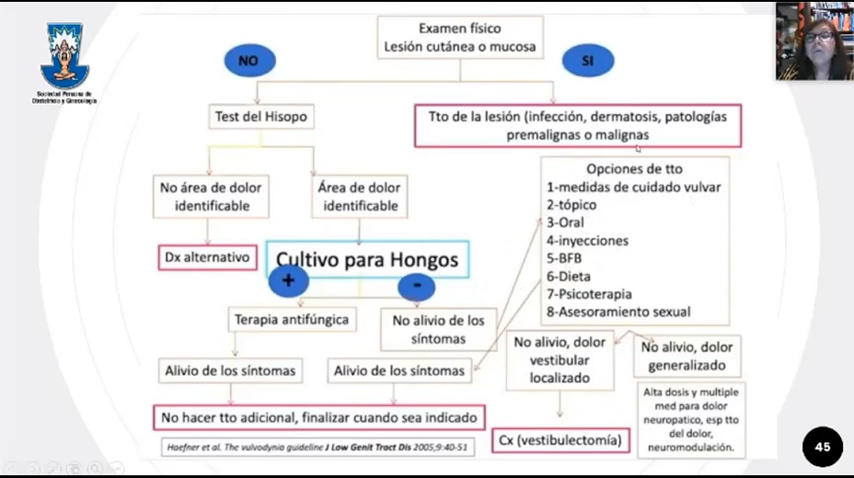 Examen físico
Lesión cutánea o mucosa
NO
SI
Sociedad Peruana de
Obstetricia y Ginecología
Test del Hisopo
Tto de la lesión (infección, dermatosis, patologías
premalignas o malignas
No área de dolor
identificable
Área de dolor
identificable
Opciones de tto
1-medidas de cuidado vulvar
2-tópico
3-Oral
4-inyecciones
5-BFB
6-Dieta
7-Psicoterapia
8-Asesoramiento sexual
Dx alternativo
Cultivo para Hongos
+
-
Terapia antifúngica
No alivio de los
síntomas
Alivio de los síntomas
Alivio de los síntomas
No alivio, dolor
vestibular
localizado
No alivio, dolor
generalizado
No hacer tto adicional, finalizar cuando sea indicado
Cx (vestibulectomía)
Alta dosis y multiple
med para dolor
neuropatico, esp tto
del dolor,
neuromodulación.
Haefner et al. The vulvodynia guideline J Low Genit Tract Dis 2005;9:40-51
45